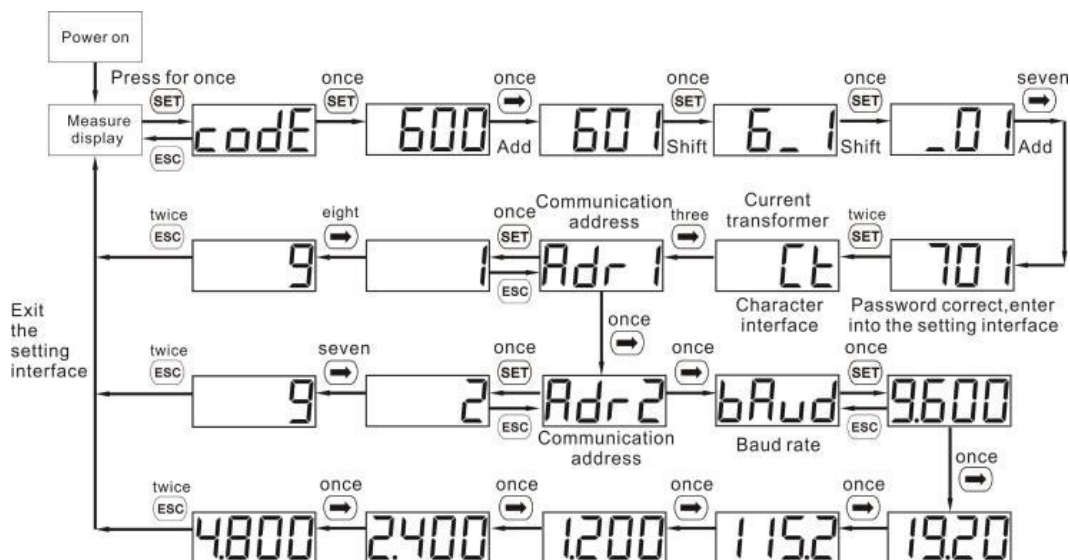 Power on
Press for once
once
once
once
once
seven
SET
SET
➡
SET
SET
➡
Measure
display
codE
600
601
6_1
_01
ESC
Add
Shift
Shift
Add
Communication
address
Current
transformer
twice
eight
once
three
twice
ESC
➡
SET
➡
SET
9
1
Adr1
Ct
701
ESC
Character
interface
Password correct,enter
into the setting interface
Exit
the
setting
interface
once
➡
twice
seven
once
once
once
ESC
➡
SET
➡
SET
9
2
Adr2
bAud
9.600
ESC
ESC
Communication
address
Baud rate
once
➡
twice
once
once
once
once
ESC
➡
➡
➡
➡
4.800
2.400
1.200
115.2
19.20